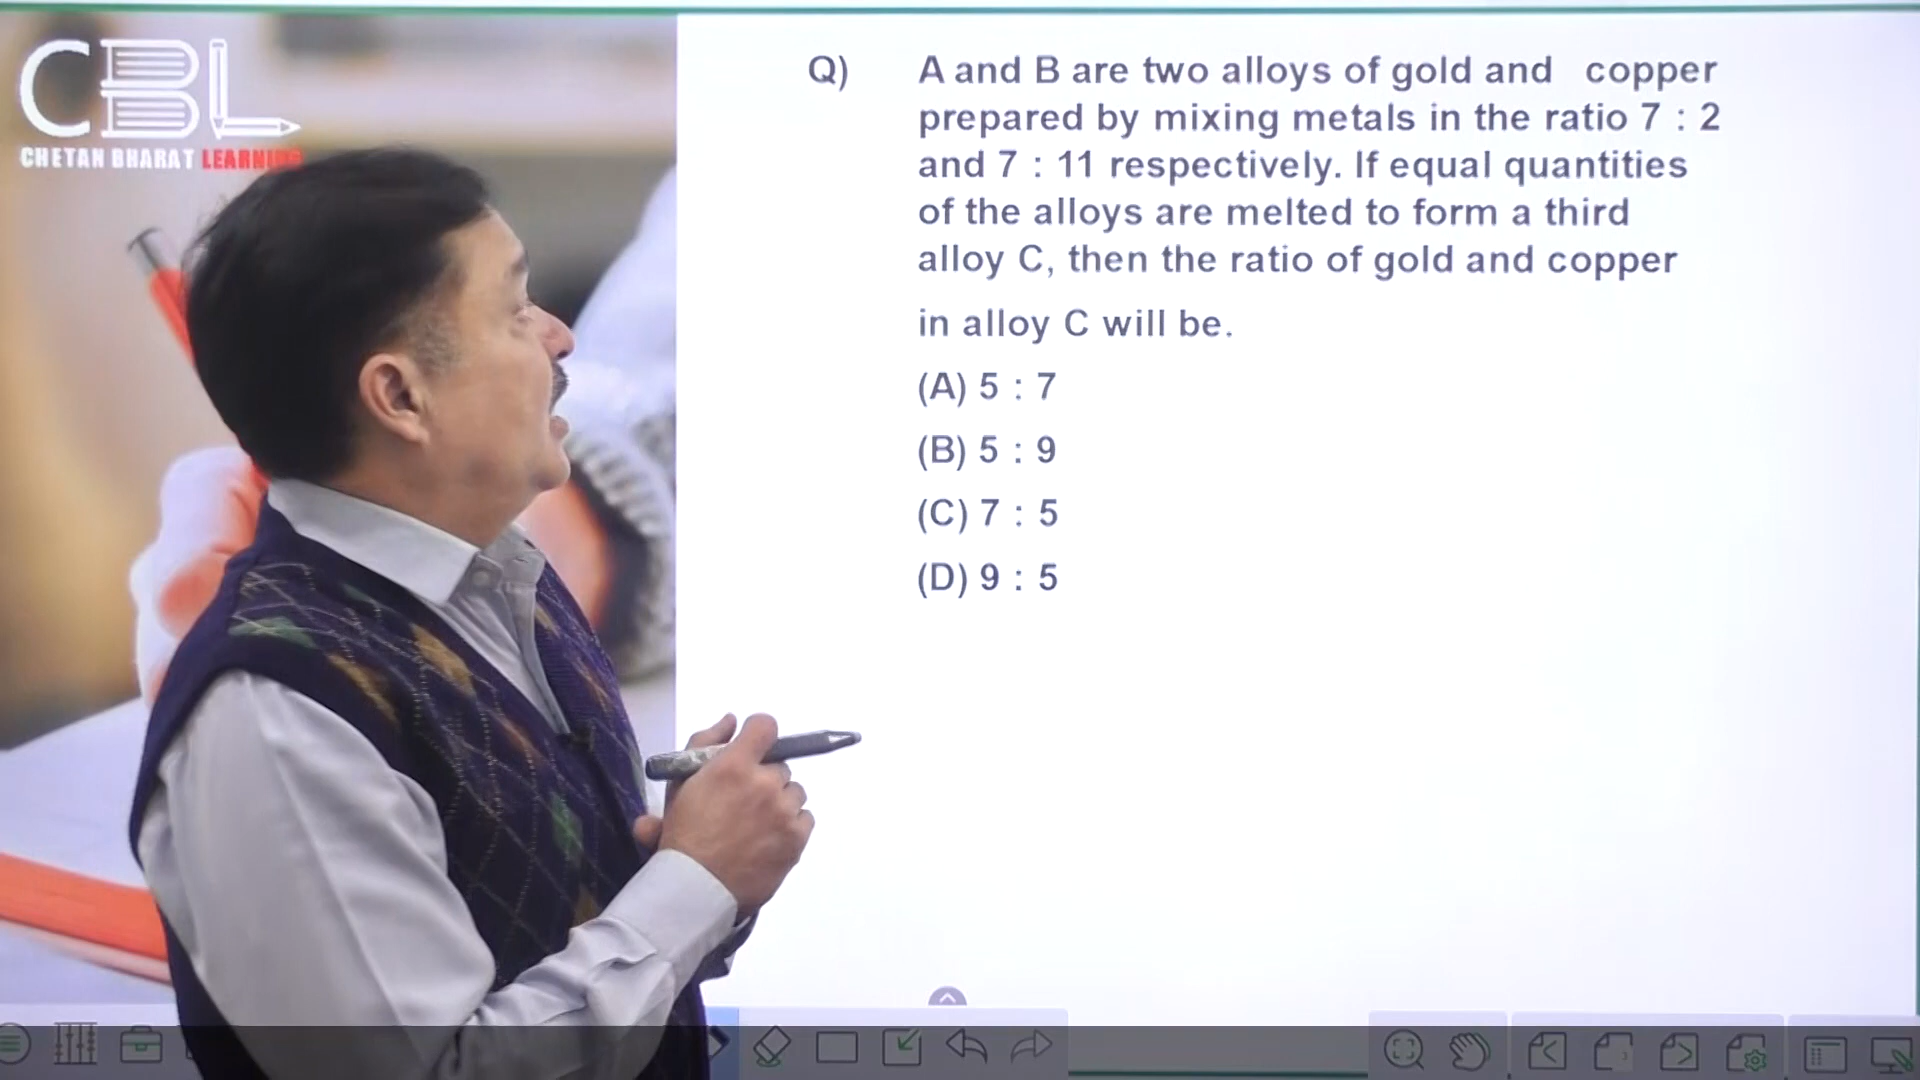 CBL
CHETAN BHARAT LEARNING
Q) A and B are two alloys of gold and copper
prepared by mixing metals in the ratio 7 : 2
and 7 : 11 respectively. If equal quantities
of the alloys are melted to form a third
alloy C, then the ratio of gold and copper
in alloy C will be.
(A) 5 : 7
(B) 5 : 9
(C) 7 : 5
(D) 9 : 5